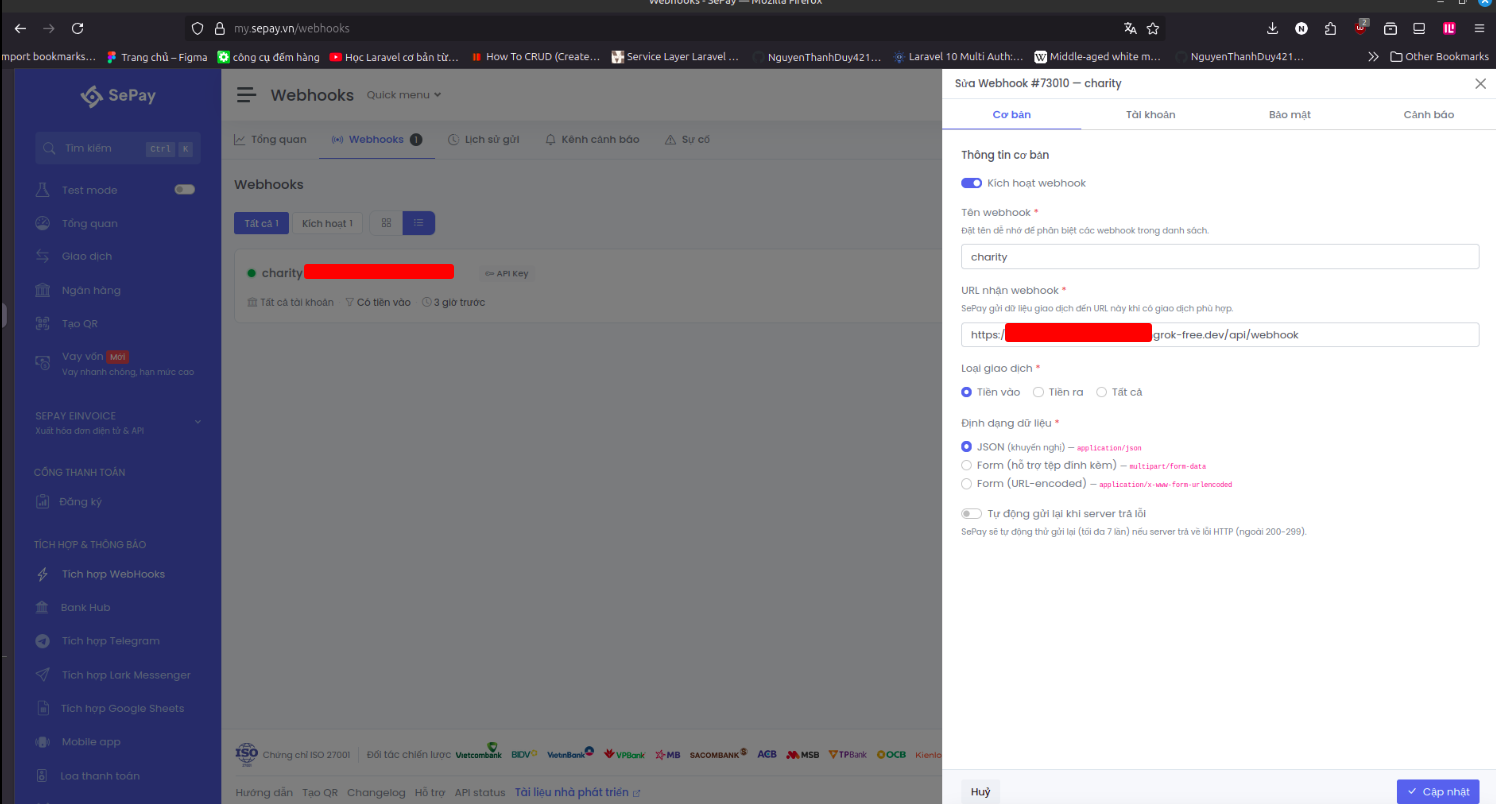 Webhooks - SePay — Mozilla Firefox
my.sepay.vn/webhooks
2
mport bookmarks…
Trang chủ – Figma
công cụ đếm hàng
Học Laravel cơ bản từ…
How To CRUD (Create…
Service Layer Laravel …
NguyenThanhDuy421…
Laravel 10 Multi Auth:…
Middle-aged white m…
NguyenThanhDuy421…
Other Bookmarks
SePay
Tìm kiếm
Ctrl K
Test mode
Tổng quan
Giao dịch
Ngân hàng
Tạo QR
Vay vốn Mới
Vay nhanh chóng, hạn mức cao
SEPAY EINVOICE
Xuất hóa đơn điện tử & API
CỔNG THANH TOÁN
Đăng ký
TÍCH HỢP & THÔNG BÁO
Tích hợp WebHooks
Bank Hub
Tích hợp Telegram
Tích hợp Lark Messenger
Tích hợp Google Sheets
Mobile app
Loa thanh toán
Webhooks
Quick menu
Tổng quan
Webhooks 1
Lịch sử gửi
Kênh cảnh báo
Sự cố
Webhooks
Tất cả 1
Kích hoạt 1
charity
API Key
Tất cả tài khoản
Có tiền vào
3 giờ trước
ISO
Chứng chỉ ISO 27001
Đối tác chiến lược
Vietcombank
BIDV
VietinBank
VPBank
MB
SACOMBANK
ACB
MSB
TPBank
OCB
Kienlo
Hướng dẫn
Tạo QR
Changelog
Hỗ trợ
API status
Tài liệu nhà phát triển
Sửa Webhook #73010 — charity
Cơ bản
Tài khoản
Bảo mật
Cảnh báo
Thông tin cơ bản
Kích hoạt webhook
Tên webhook *
Đặt tên dễ nhớ để phân biệt các webhook trong danh sách.
charity
URL nhận webhook *
SePay gửi dữ liệu giao dịch đến URL này khi có giao dịch phù hợp.
https:/ grok-free.dev/api/webhook
Loại giao dịch *
Tiền vào
Tiền ra
Tất cả
Định dạng dữ liệu *
JSON (khuyến nghị) — application/json
Form (hỗ trợ tệp đính kèm) — multipart/form-data
Form (URL-encoded) — application/x-www-form-urlencoded
Tự động gửi lại khi server trả lỗi
SePay sẽ tự động thử gửi lại (tối đa 7 lần) nếu server trả về lỗi HTTP (ngoài 200-299).
Huỷ
Cập nhật